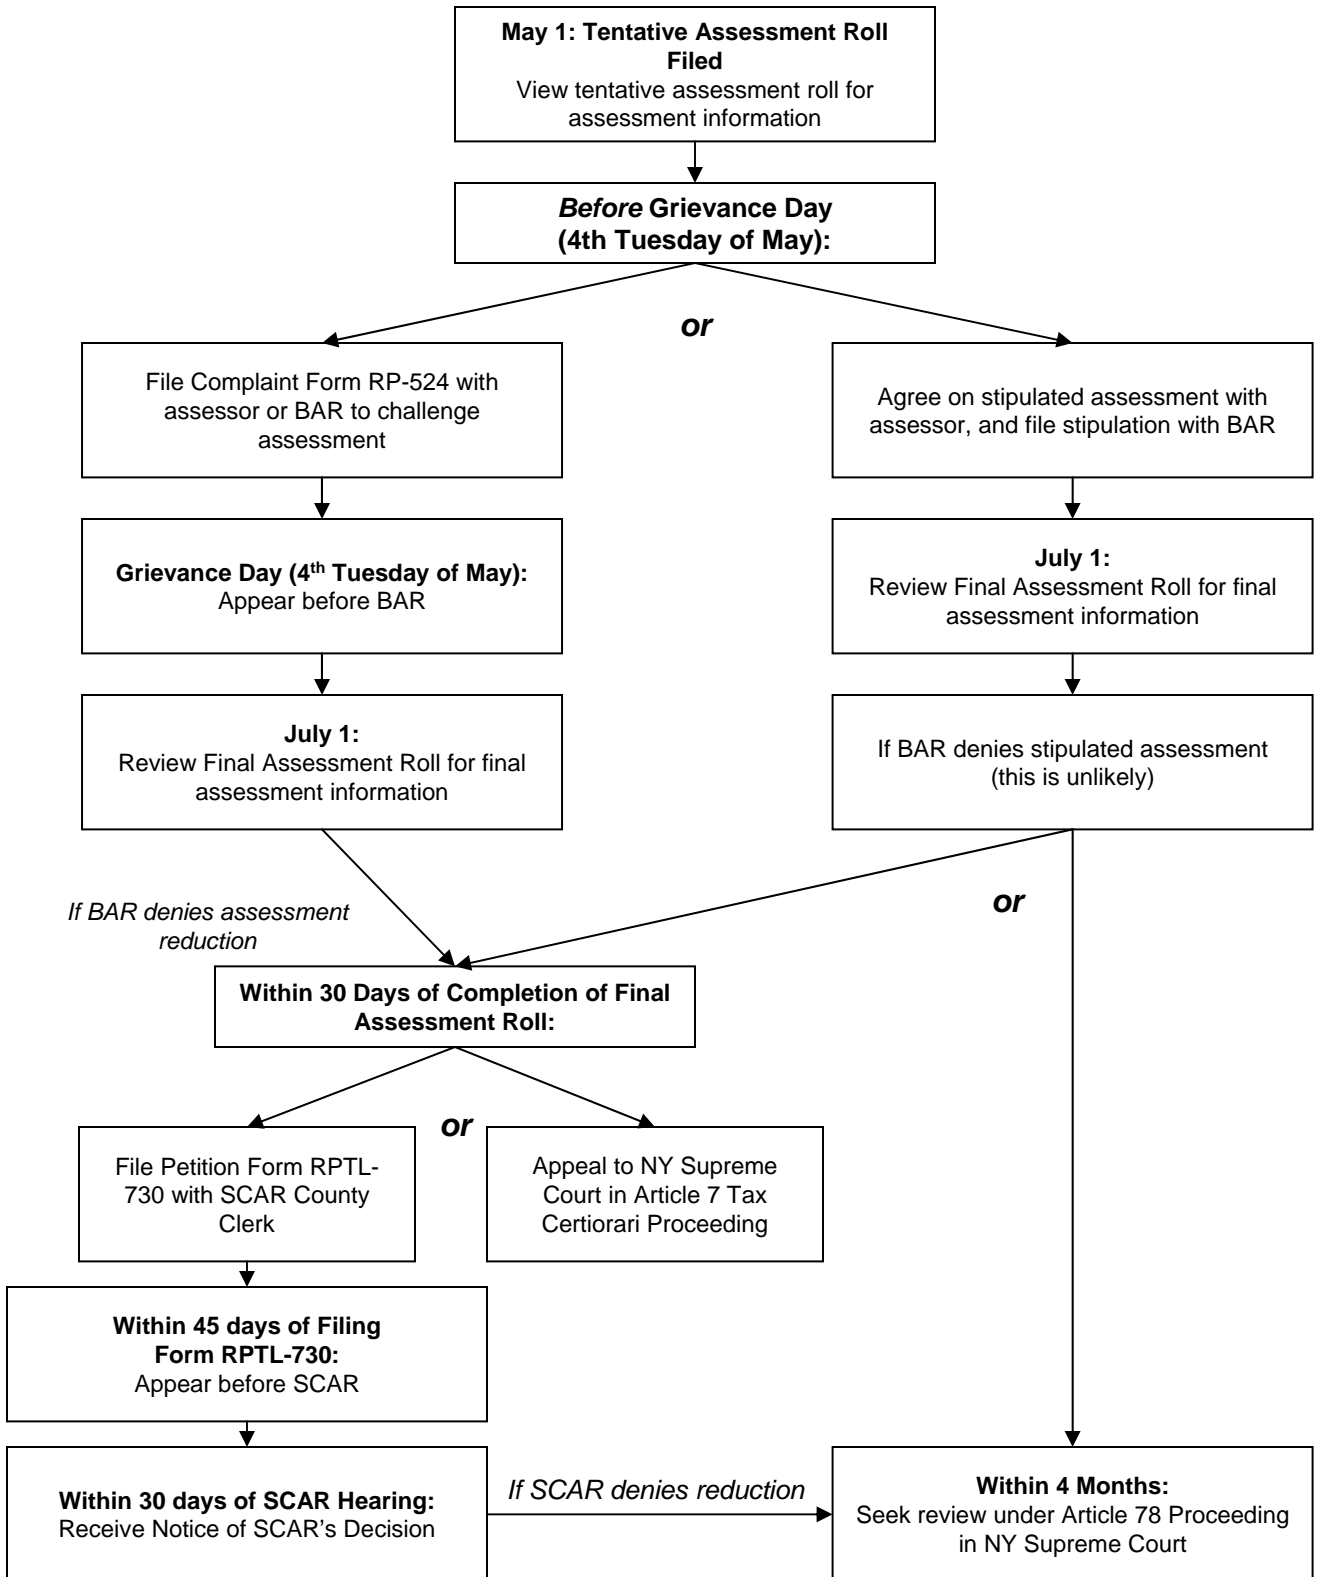 May 1: Tentative Assessment Roll
Filed
View tentative assessment roll for
assessment information
Before Grievance Day
(4th Tuesday of May):
or
File Complaint Form RP-524 with
assessor or BAR to challenge
assessment
Agree on stipulated assessment with
assessor, and file stipulation with BAR
Grievance Day (4th Tuesday of May):
Appear before BAR
July 1:
Review Final Assessment Roll for final
assessment information
July 1:
Review Final Assessment Roll for final
assessment information
If BAR denies stipulated assessment
(this is unlikely)
If BAR denies assessment
reduction
or
Within 30 Days of Completion of Final
Assessment Roll:
or
File Petition Form RPTL-
730 with SCAR County
Clerk
Appeal to NY Supreme
Court in Article 7 Tax
Certiorari Proceeding
Within 45 days of Filing
Form RPTL-730:
Appear before SCAR
Within 30 days of SCAR Hearing:
Receive Notice of SCAR’s Decision
If SCAR denies reduction
Within 4 Months:
Seek review under Article 78 Proceeding
in NY Supreme Court